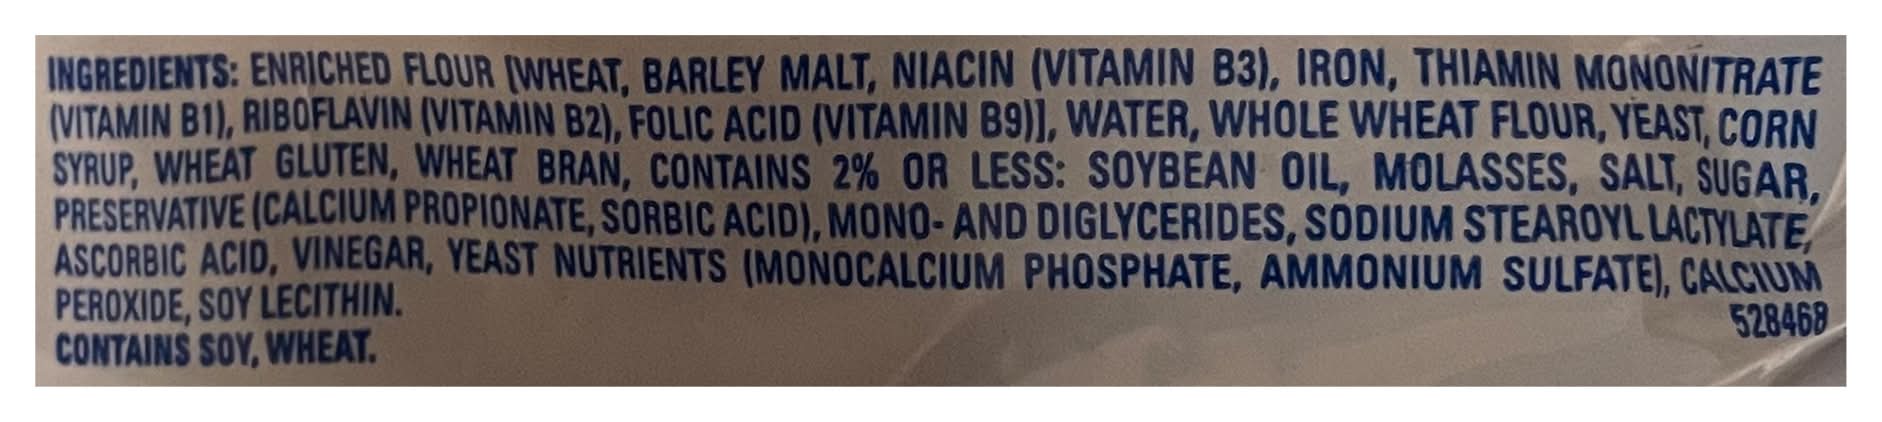 INGREDIENTS: ENRICHED FLOUR [WHEAT, BARLEY MALT, NIACIN (VITAMIN B3), IRON, THIAMIN MONONITRATE
(VITAMIN B1), RIBOFLAVIN (VITAMIN B2), FOLIC ACID (VITAMIN B9)], WATER, WHOLE WHEAT FLOUR, YEAST, CORN
SYRUP, WHEAT GLUTEN, WHEAT BRAN, CONTAINS 2% OR LESS: SOYBEAN OIL, MOLASSES, SALT, SUGAR,
PRESERVATIVE (CALCIUM PROPIONATE, SORBIC ACID), MONO- AND DIGLYCERIDES, SODIUM STEAROYL LACTYLATE,
ASCORBIC ACID, VINEGAR, YEAST NUTRIENTS (MONOCALCIUM PHOSPHATE, AMMONIUM SULFATE), CALCIUM
PEROXIDE, SOY LECITHIN.
528468
CONTAINS SOY, WHEAT.